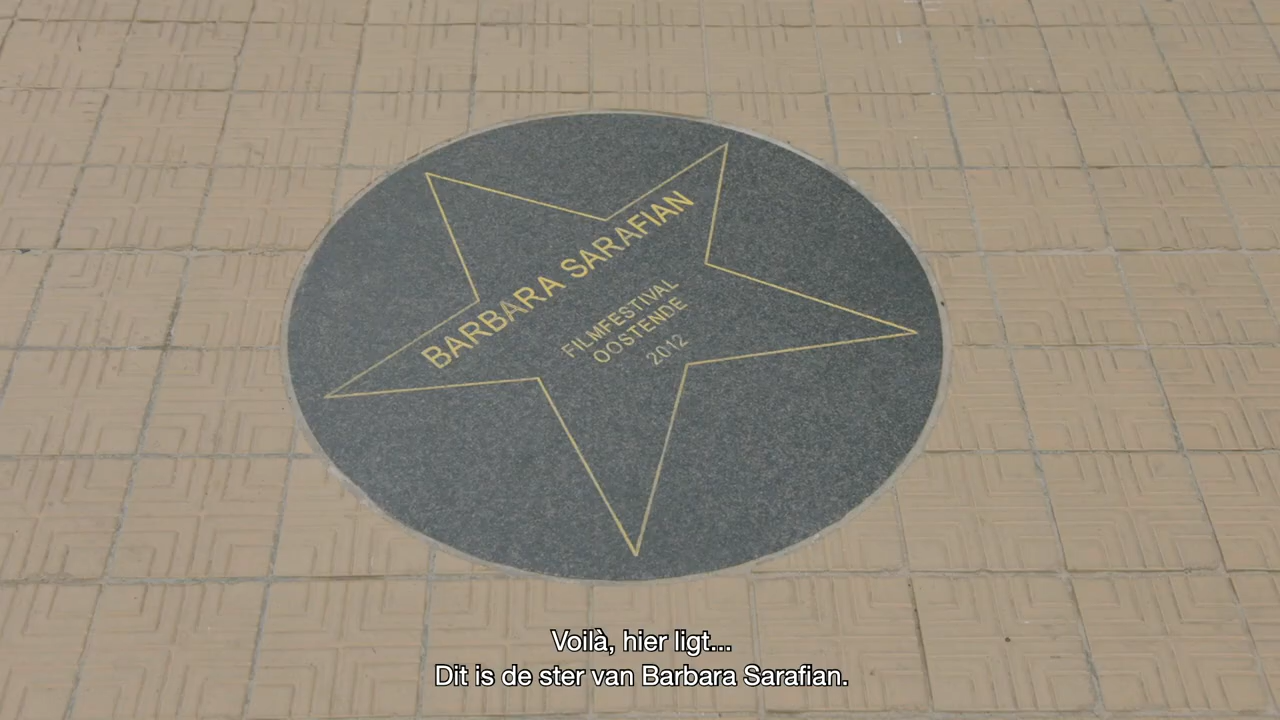 BARBARA SARAFIAN
FILMFESTIVAL
OOSTENDE
2012
Voilà, hier ligt...
Dit is de ster van Barbara Sarafian.